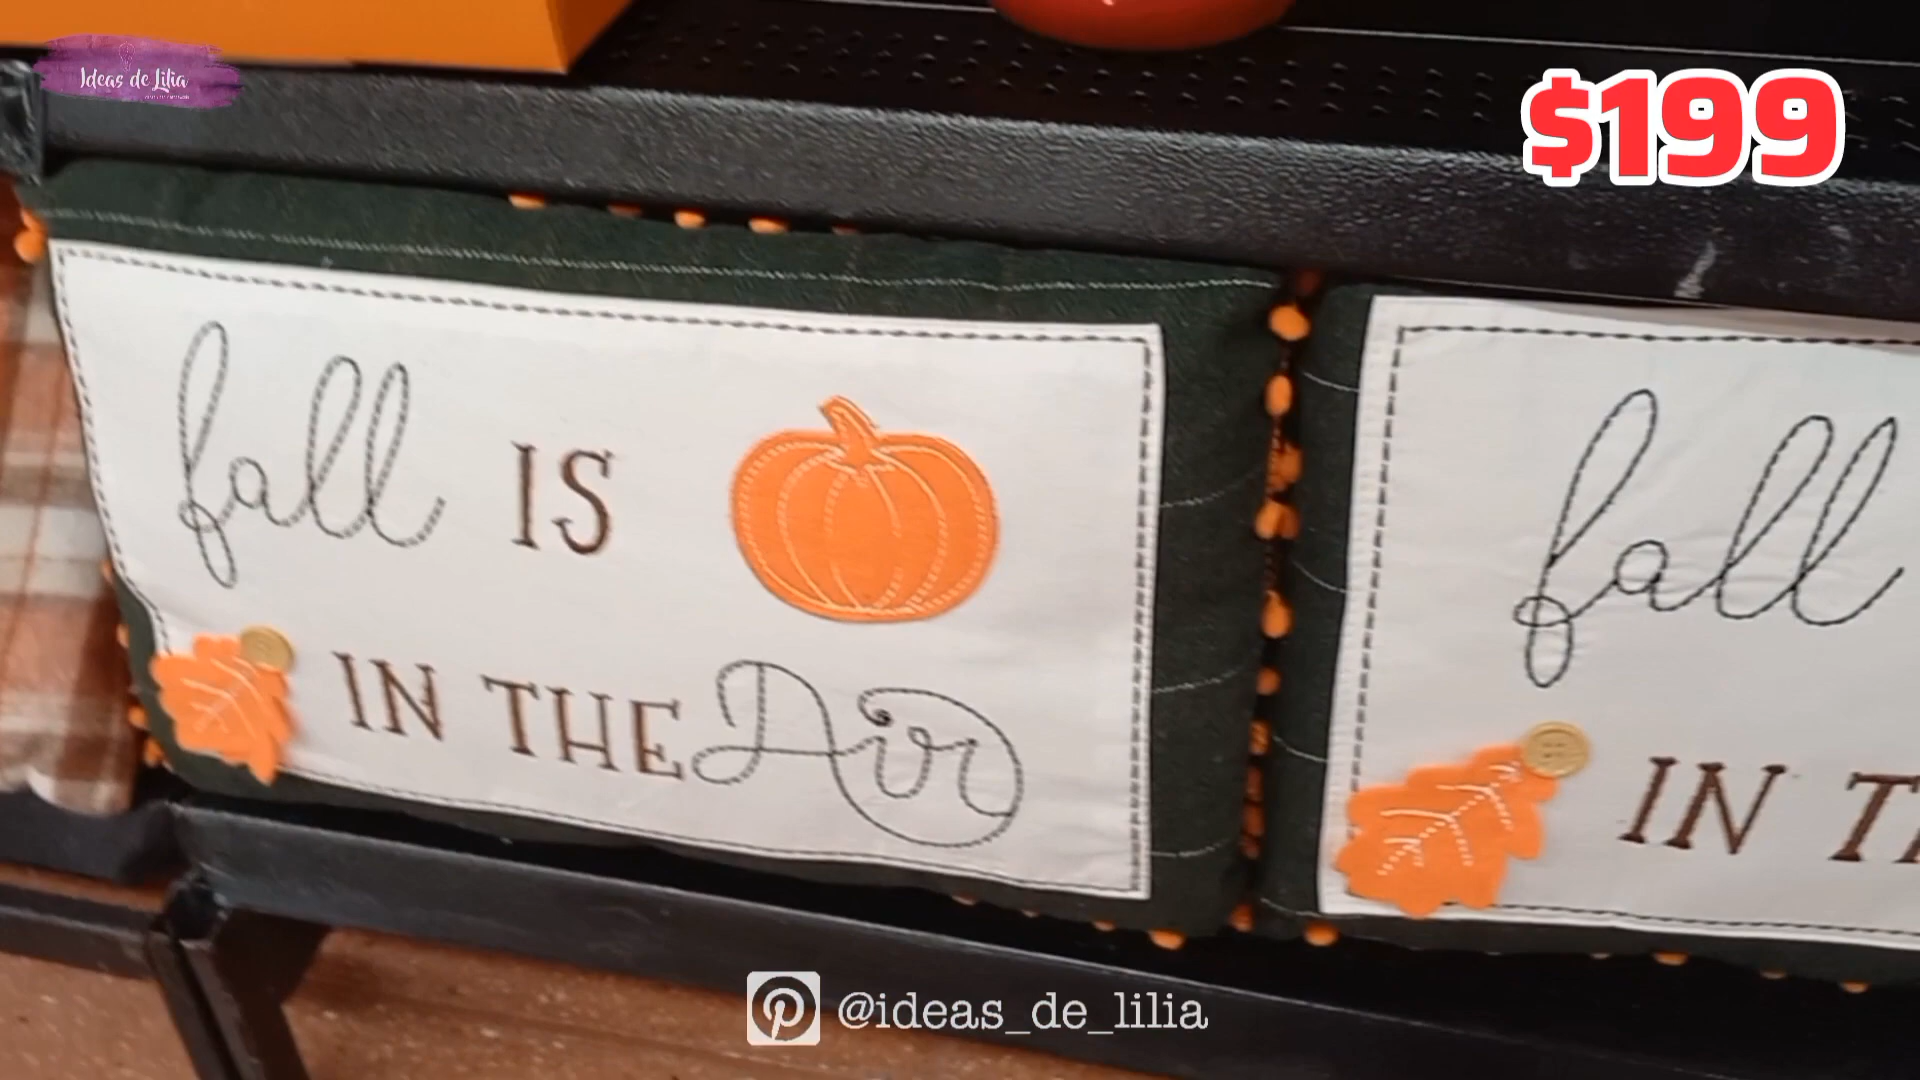 Ideas de Lilia
$199
fall IS
IN THE Air
fall
IN T
@ideas_de_lilia